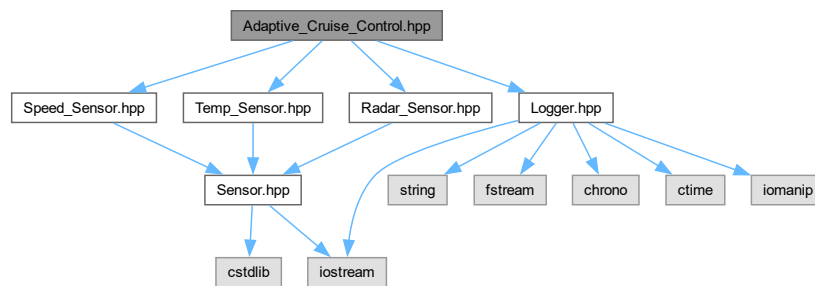 Adaptive_Cruise_Control.hpp
Speed_Sensor.hpp
Temp_Sensor.hpp
Radar_Sensor.hpp
Logger.hpp
Sensor.hpp
string
fstream
chrono
ctime
iomanip
cstdlib
iostream